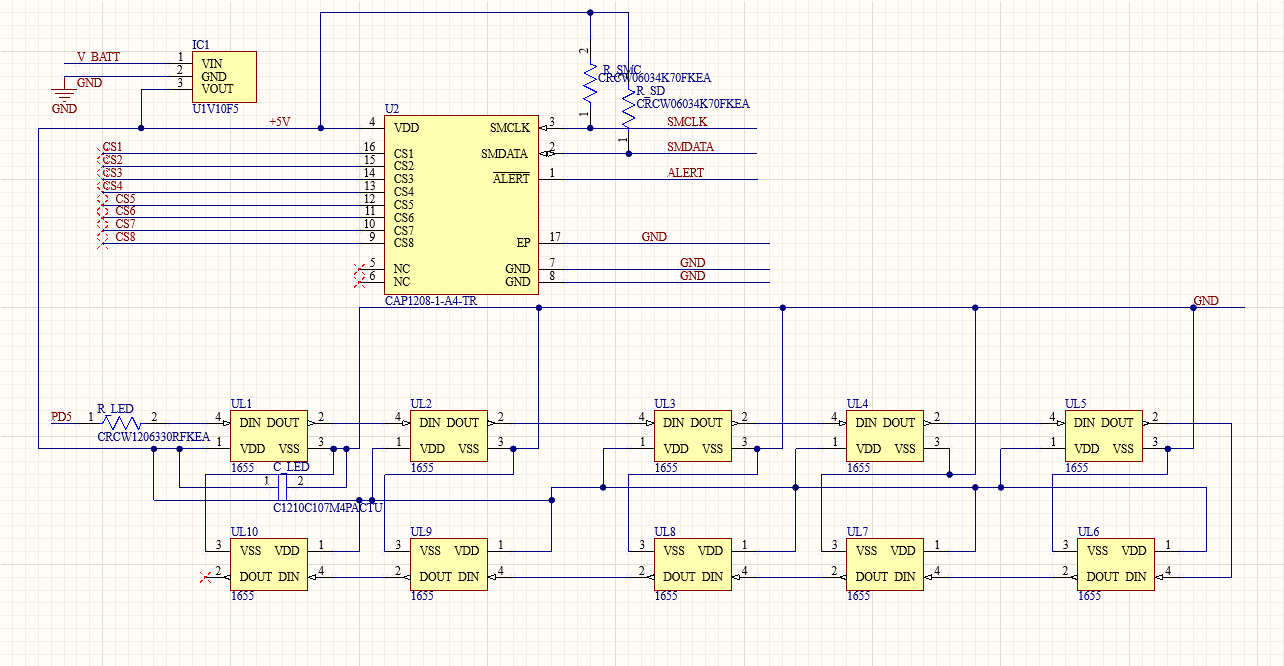 IC1
V_BATT 1 VIN
2 GND
GND 3 VOUT
GND
U1V10F5
2
R_SMC
CRCW06034K70FKEA
R_SD
CRCW06034K70FKEA
1
1
U2
+5V 4 VDD SMCLK 3 SMCLK
CS1 16 CS1 SMDATA 2 SMDATA
CS2 15 CS2
CS3 14 CS3 ALERT 1 ALERT
CS4 13 CS4
CS5 12 CS5
CS6 11 CS6
CS7 10 CS7
CS8 9 CS8 EP 17 GND
5 NC GND 7 GND
6 NC GND 8 GND
CAP1208-1-A4-TR
GND
R_LED UL1 UL2 UL3 UL4 UL5
PD5 1 2 4 DIN DOUT 2 4 DIN DOUT 2 4 DIN DOUT 2 4 DIN DOUT 2 4 DIN DOUT 2
CRCW1206330RFKEA
1 VDD VSS 3 1 VDD VSS 3 1 VDD VSS 3 1 VDD VSS 3 1 VDD VSS 3
1655 1655 1655 1655 1655
C_LED
1 2
C1210C107M4PACTU
UL10 UL9 UL8 UL7 UL6
3 VSS VDD 1 3 VSS VDD 1 3 VSS VDD 1 3 VSS VDD 1 3 VSS VDD 1
2 DOUT DIN 4 2 DOUT DIN 4 2 DOUT DIN 4 2 DOUT DIN 4 2 DOUT DIN 4
1655 1655 1655 1655 1655